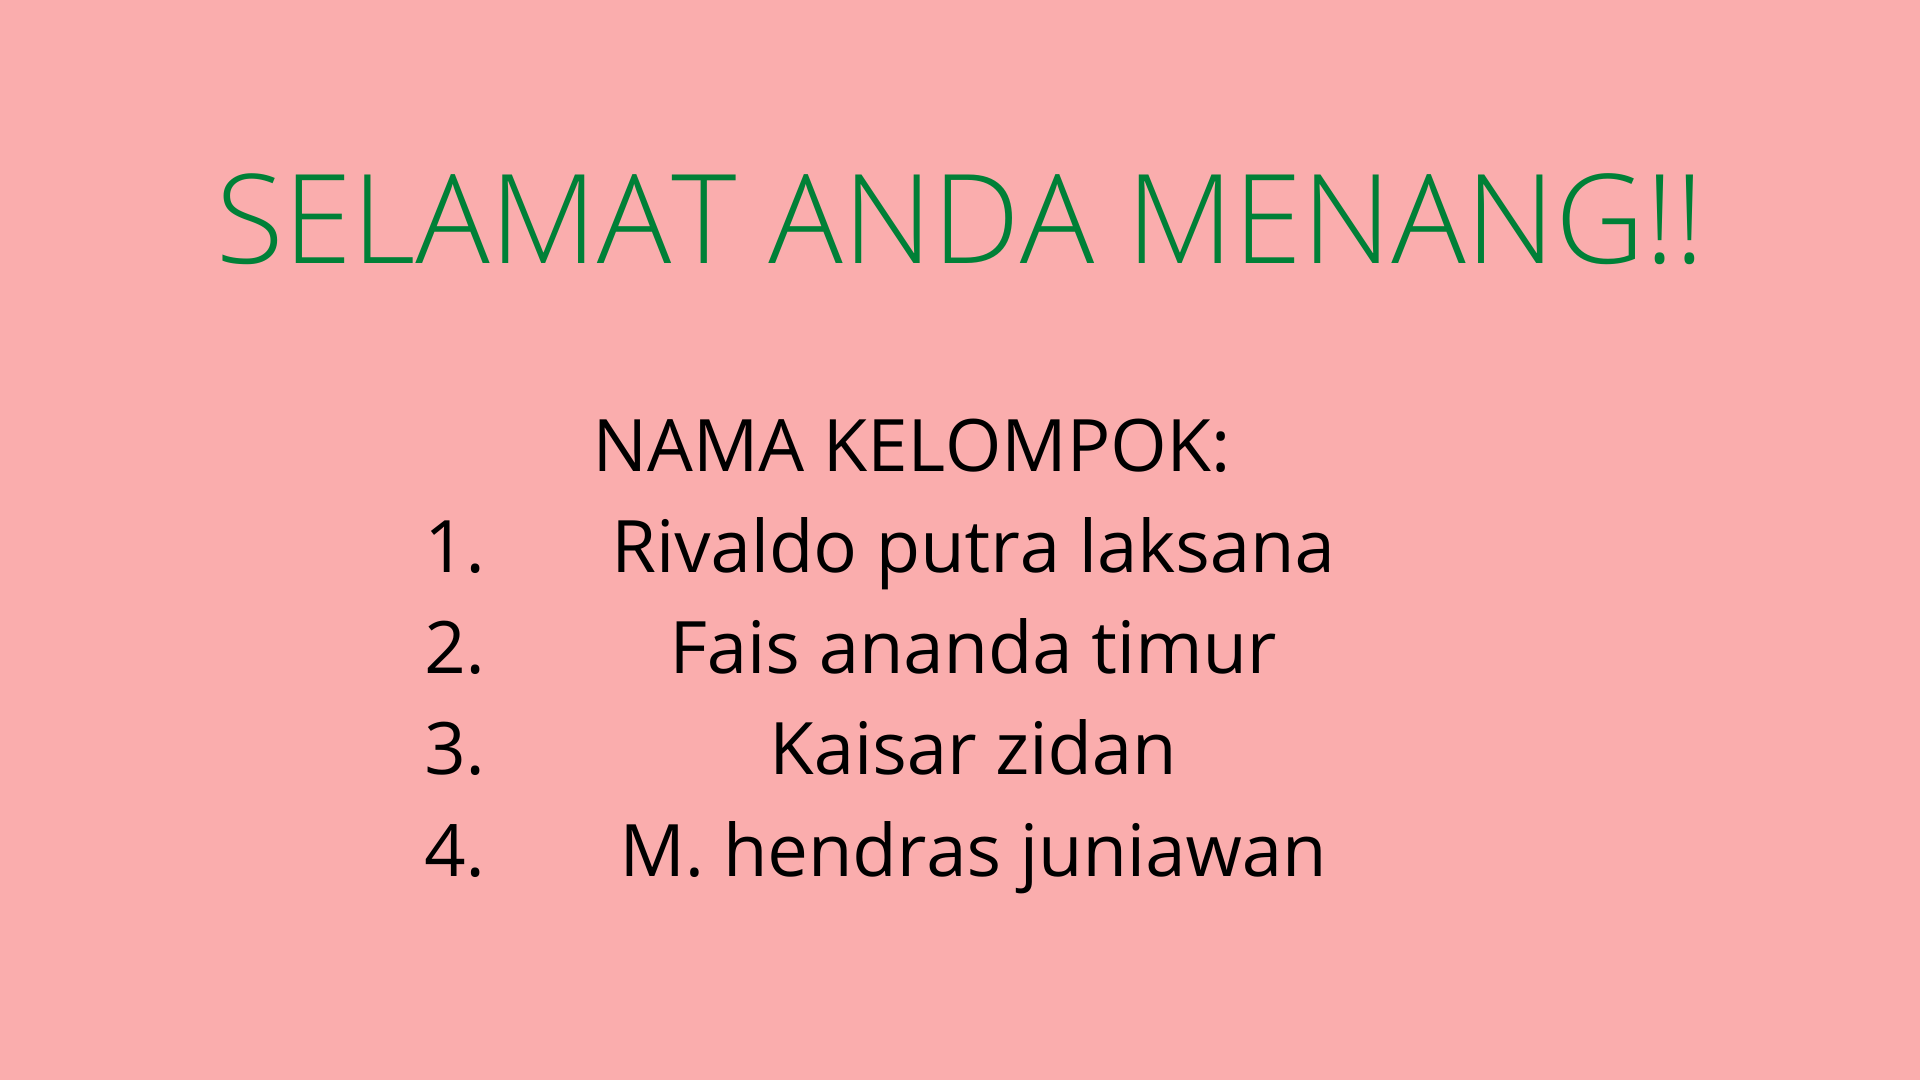 SELAMAT ANDA MENANG!!
NAMA KELOMPOK:
1. Rivaldo putra laksana
2. Fais ananda timur
3. Kaisar zidan
4. M. hendras juniawan